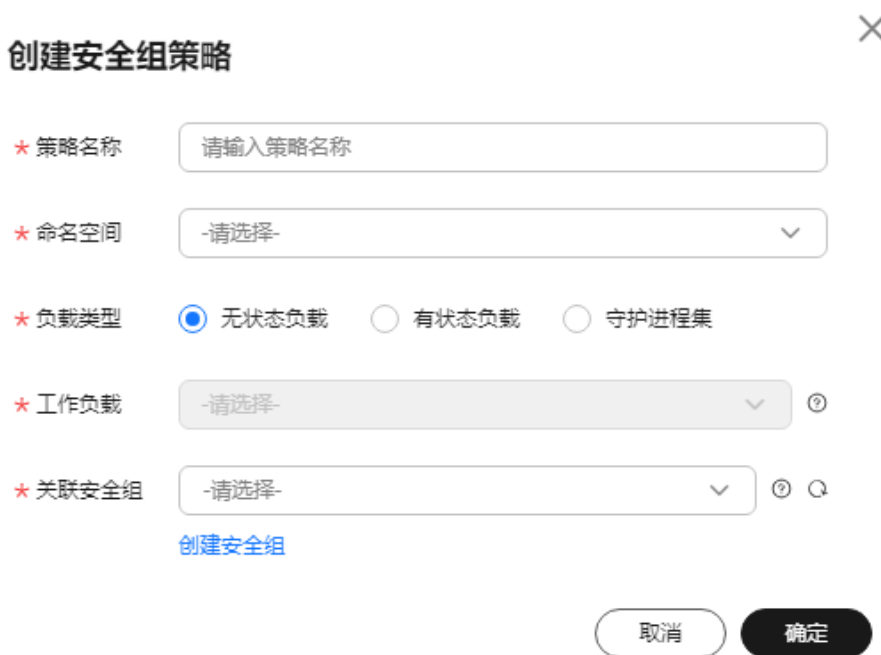 创建安全组策略
* 策略名称 请输入策略名称
* 命名空间 -请选择-
* 负载类型 无状态负载 有状态负载 守护进程集
* 工作负载 -请选择-
* 关联安全组 -请选择-
创建安全组
取消 确定